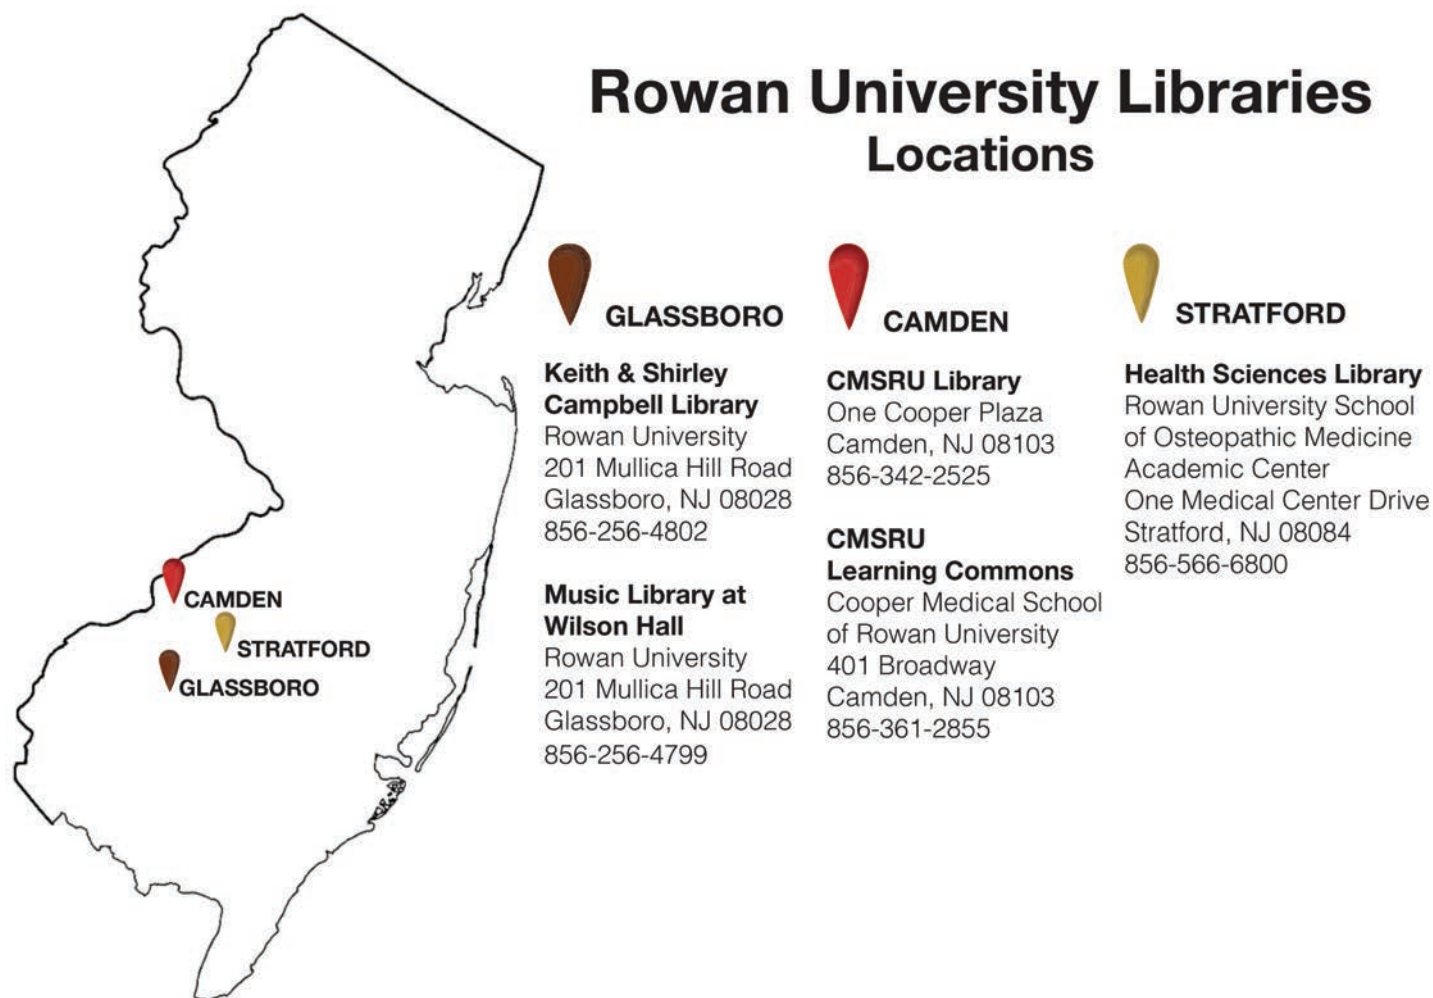 Rowan University Libraries
Locations
GLASSBORO
Keith & Shirley
Campbell Library
Rowan University
201 Mullica Hill Road
Glassboro, NJ 08028
856-256-4802
Music Library at
Wilson Hall
Rowan University
201 Mullica Hill Road
Glassboro, NJ 08028
856-256-4799
CAMDEN
CMSRU Library
One Cooper Plaza
Camden, NJ 08103
856-342-2525
CMSRU
Learning Commons
Cooper Medical School
of Rowan University
401 Broadway
Camden, NJ 08103
856-361-2855
STRATFORD
Health Sciences Library
Rowan University School
of Osteopathic Medicine
Academic Center
One Medical Center Drive
Stratford, NJ 08084
856-566-6800
CAMDEN
STRATFORD
GLASSBORO